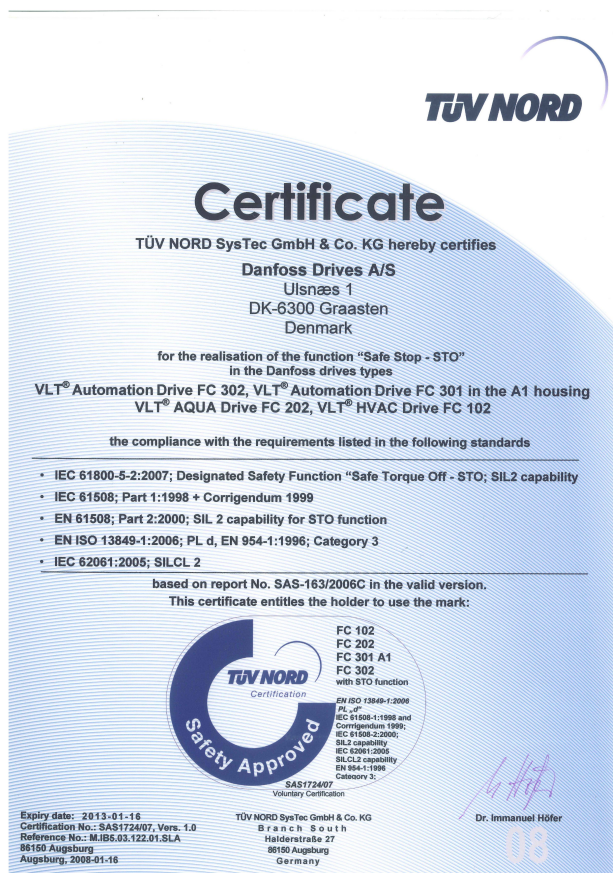 TÜV NORD
Certificate
TÜV NORD SysTec GmbH & Co. KG hereby certifies
Danfoss Drives A/S
Ulsnæs 1
DK-6300 Graasten
Denmark
for the realisation of the function “Safe Stop - STO”
in the Danfoss drives types
VLT® Automation Drive FC 302, VLT® Automation Drive FC 301 in the A1 housing
VLT® AQUA Drive FC 202, VLT® HVAC Drive FC 102
the compliance with the requirements listed in the following standards
• IEC 61800-5-2:2007; Designated Safety Function “Safe Torque Off - STO; SIL2 capability
• IEC 61508; Part 1:1998 + Corrigendum 1999
• EN 61508; Part 2:2000; SIL 2 capability for STO function
• EN ISO 13849-1:2006; PL d, EN 954-1:1996; Category 3
• IEC 62061:2005; SILCL 2
based on report No. SAS-163/2006C in the valid version.
This certificate entitles the holder to use the mark:
TÜV NORD
Certification
Safety Approved
FC 102
FC 202
FC 301 A1
FC 302
with STO function
EN ISO 13849-1:2006
PL „d“
IEC 61508-1:1998 and
Corrrigendum 1999;
IEC 61508-2:2000;
SIL2 capability
IEC 62061:2005
SILCL2 capability
EN 954-1:1996
Category 3:
SAS1724/07
Voluntary Certification
Expiry date: 2013-01-16
Certification No.: SAS1724/07, Vers. 1.0
Reference No.: M.IB5.03.122.01.SLA
86150 Augsburg
Augsburg, 2008-01-16
TÜV NORD SysTec GmbH & Co. KG
Branch South
Halderstraße 27
86150 Augsburg
Germany
Dr. Immanuel Höfer
08